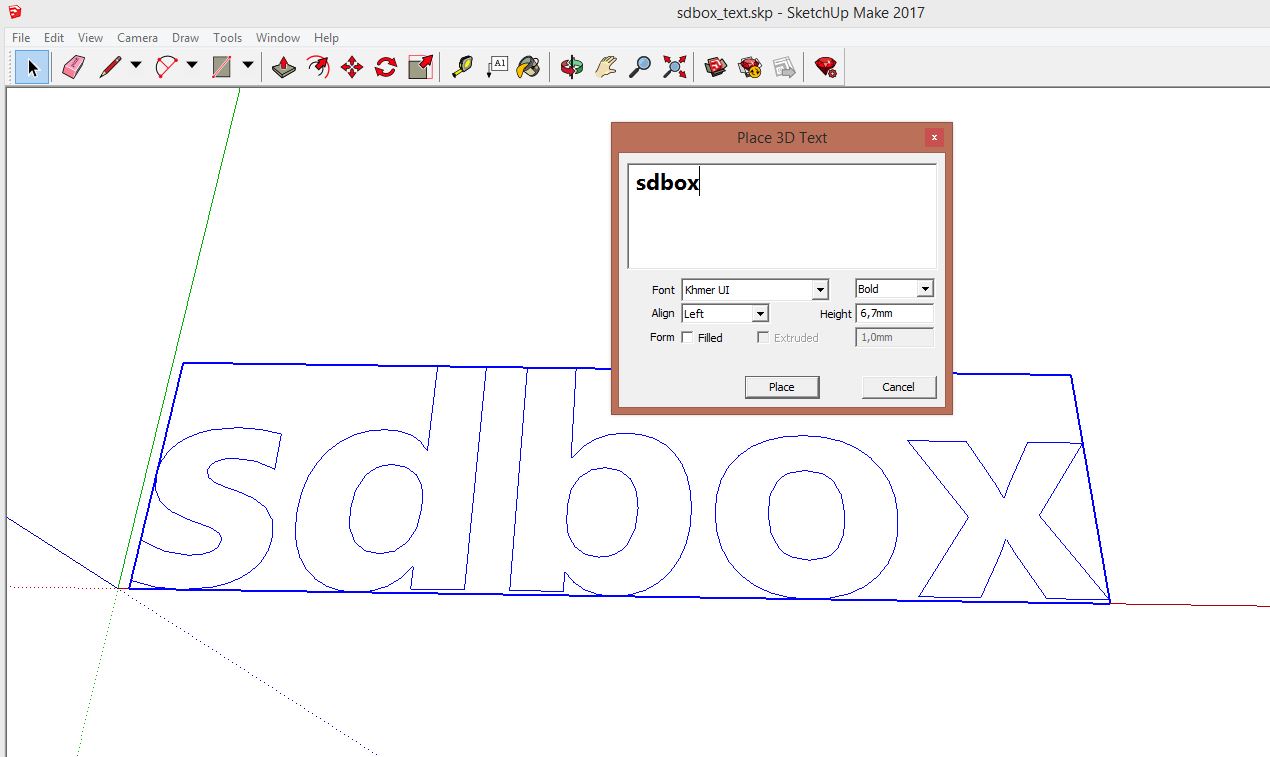 sdbox_text.skp - SketchUp Make 2017
File Edit View Camera Draw Tools Window Help
A1
Place 3D Text x
sdbox
Font Khmer UI Bold
Align Left Height 6,7mm
Form Filled Extruded 1,0mm
Place Cancel
sdbox